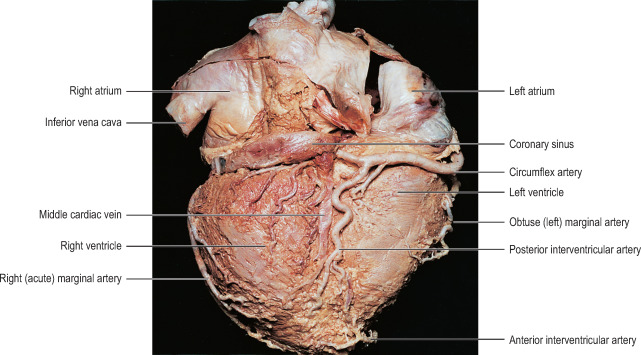 Right atrium
Inferior vena cava
Middle cardiac vein
Right ventricle
Right (acute) marginal artery
Left atrium
Coronary sinus
Circumflex artery
Left ventricle
Obtuse (left) marginal artery
Posterior interventricular artery
Anterior interventricular artery